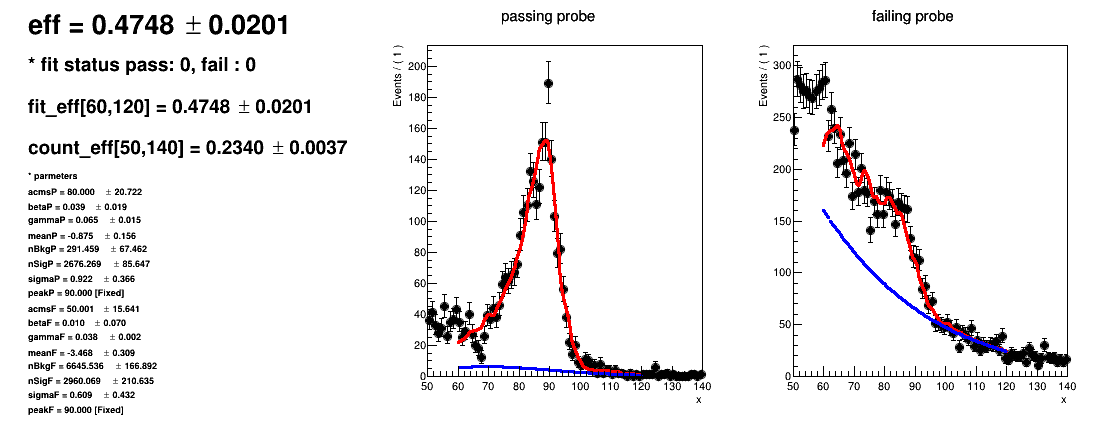 eff = 0.4748 ± 0.0201
* fit status pass: 0, fail : 0
fit_eff[60,120] = 0.4748 ± 0.0201
count_eff[50,140] = 0.2340 ± 0.0037
* parmeters
acmsP = 80.000 ± 20.722
betaP = 0.039 ± 0.019
gammaP = 0.065 ± 0.015
meanP = -0.875 ± 0.156
nBkgP = 291.459 ± 67.462
nSigP = 2676.269 ± 85.647
sigmaP = 0.922 ± 0.366
peakP = 90.000 [Fixed]
acmsF = 50.001 ± 15.641
betaF = 0.010 ± 0.070
gammaF = 0.038 ± 0.002
meanF = -3.468 ± 0.309
nBkgF = 6645.536 ± 166.892
nSigF = 2960.069 ± 210.635
sigmaF = 0.609 ± 0.432
peakF = 90.000 [Fixed]
passing probe
Events / ( 1 )
200
180
160
140
120
100
80
60
40
20
0
50 60 70 80 90 100 110 120 130 140
x
failing probe
Events / ( 1 )
300
250
200
150
100
50
0
50 60 70 80 90 100 110 120 130 140
x